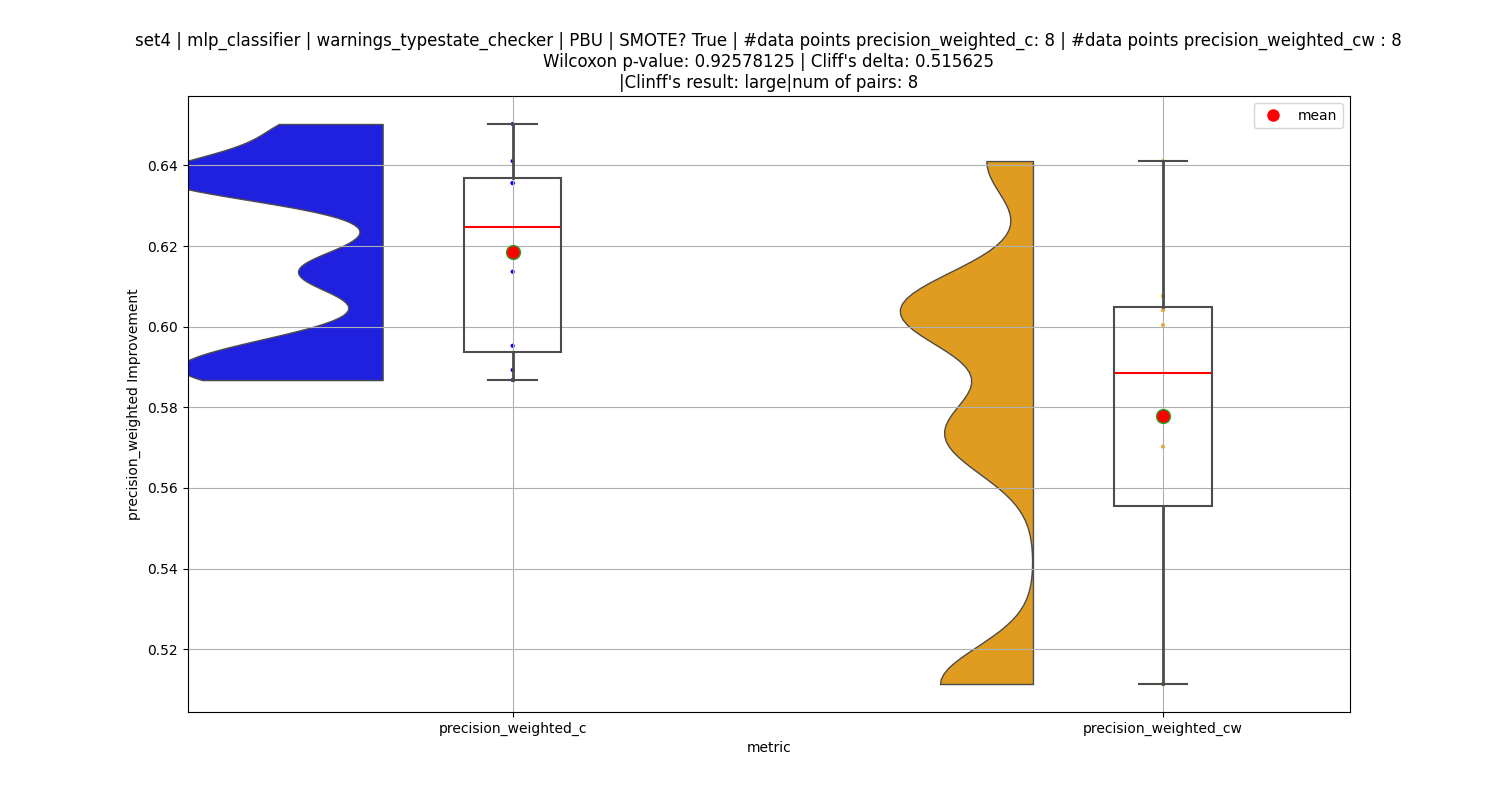 set4 | mlp_classifier | warnings_typestate_checker | PBU | SMOTE? True | #data points precision_weighted_c: 8 | #data points precision_weighted_cw : 8
Wilcoxon p-value: 0.92578125 | Cliff's delta: 0.515625
|Clinff's result: large|num of pairs: 8
mean
0.64
0.62
0.60
0.58
0.56
0.54
0.52
precision_weighted Improvement
precision_weighted_c
precision_weighted_cw
metric